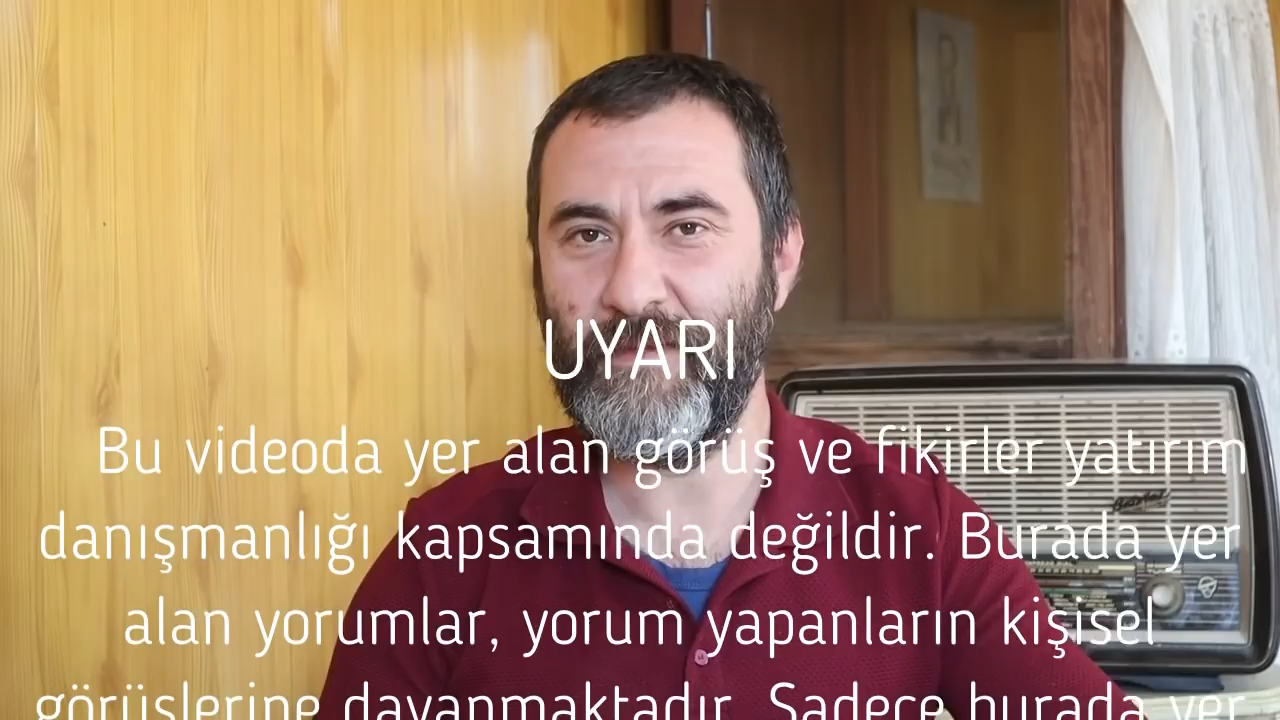 UYARI
Bu videoda yer alan görüş ve fikirler yatırım
danışmanlığı kapsamında değildir. Burada yer
alan yorumlar, yorum yapanların kişisel
görüşlerine dayanmaktadır. Sadece burada yer